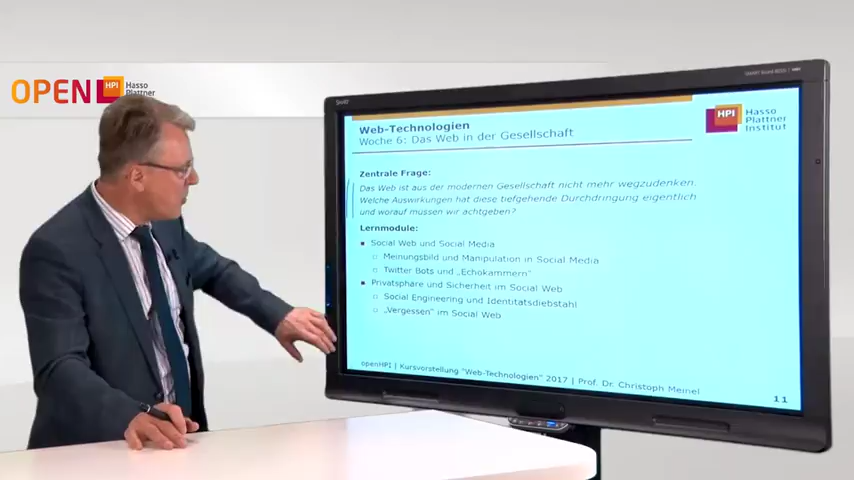 OPEN HPI Hasso
Plattner
SMART
Web-Technologien
Woche 6: Das Web in der Gesellschaft
HPI Hasso
Plattner
Institut
Zentrale Frage:
Das Web ist aus der modernen Gesellschaft nicht mehr wegzudenken.
Welche Auswirkungen hat diese tiefgehende Durchdringung eigentlich
und worauf müssen wir achtgeben?
Lernmodule:
▪ Social Web und Social Media
□ Meinungsbild und Manipulation in Social Media
□ Twitter Bots und „Echokammern“
▪ Privatsphäre und Sicherheit im Social Web
□ Social Engineering und Identitätsdiebstahl
□ „Vergessen“ im Social Web
openHPI | Kursvorstellung "Web-Technologien" 2017 | Prof. Dr. Christoph Meinel
11